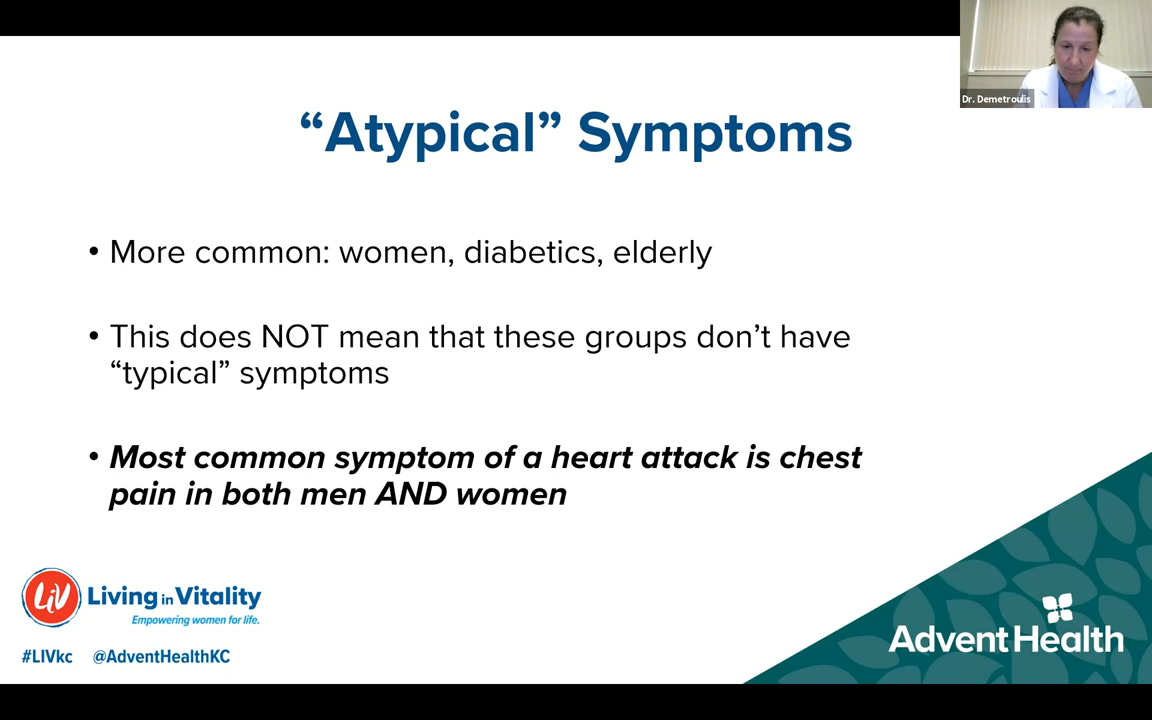 Dr. Demetroulis
“Atypical” Symptoms
• More common: women, diabetics, elderly
• This does NOT mean that these groups don’t have
“typical” symptoms
• Most common symptom of a heart attack is chest
pain in both men AND women
LiV
Living in Vitality
Empowering women for life.
#LIVkc @AdventHealthKC
Advent Health